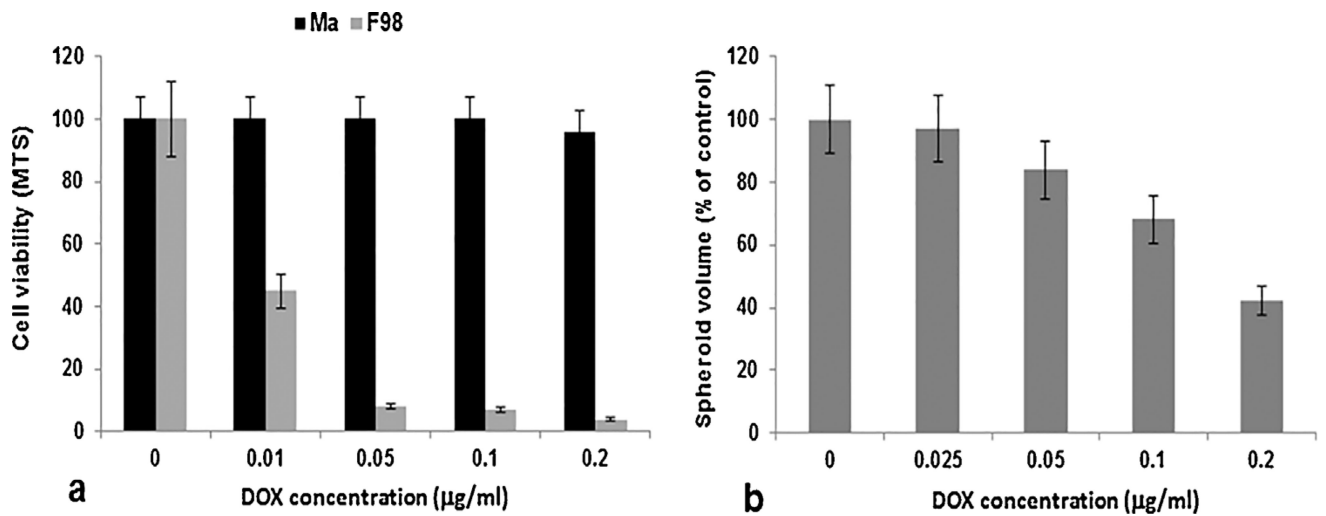 Ma F98
Cell viability (MTS)
120
100
80
60
40
20
0
0 0.01 0.05 0.1 0.2
DOX concentration (µg/ml)
a
Spheroid volume (% of control)
120
100
80
60
40
20
0
0 0.025 0.05 0.1 0.2
DOX concentration (µg/ml)
b